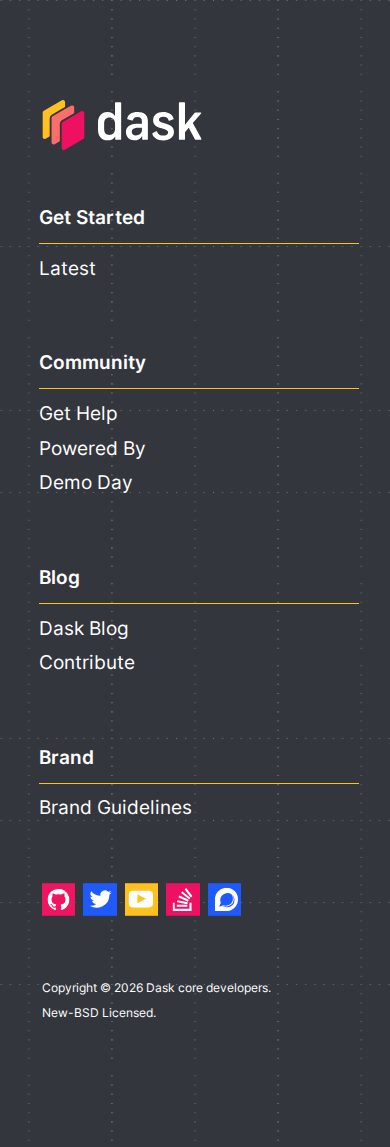 dask
Get Started
Latest
Community
Get Help
Powered By
Demo Day
Blog
Dask Blog
Contribute
Brand
Brand Guidelines
Copyright © 2026 Dask core developers.
New-BSD Licensed.